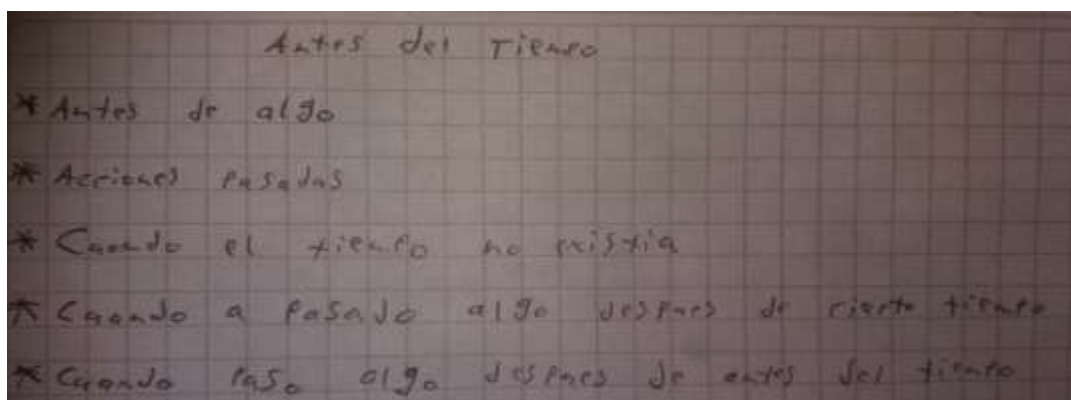 Antes del Tiempo
* Antes de algo
* Acciones pasadas
* Cuando el tiempo no existia
* Cuando a pasado algo despues de cierto tiempo
* Cuando paso algo despues de antes del tiempo